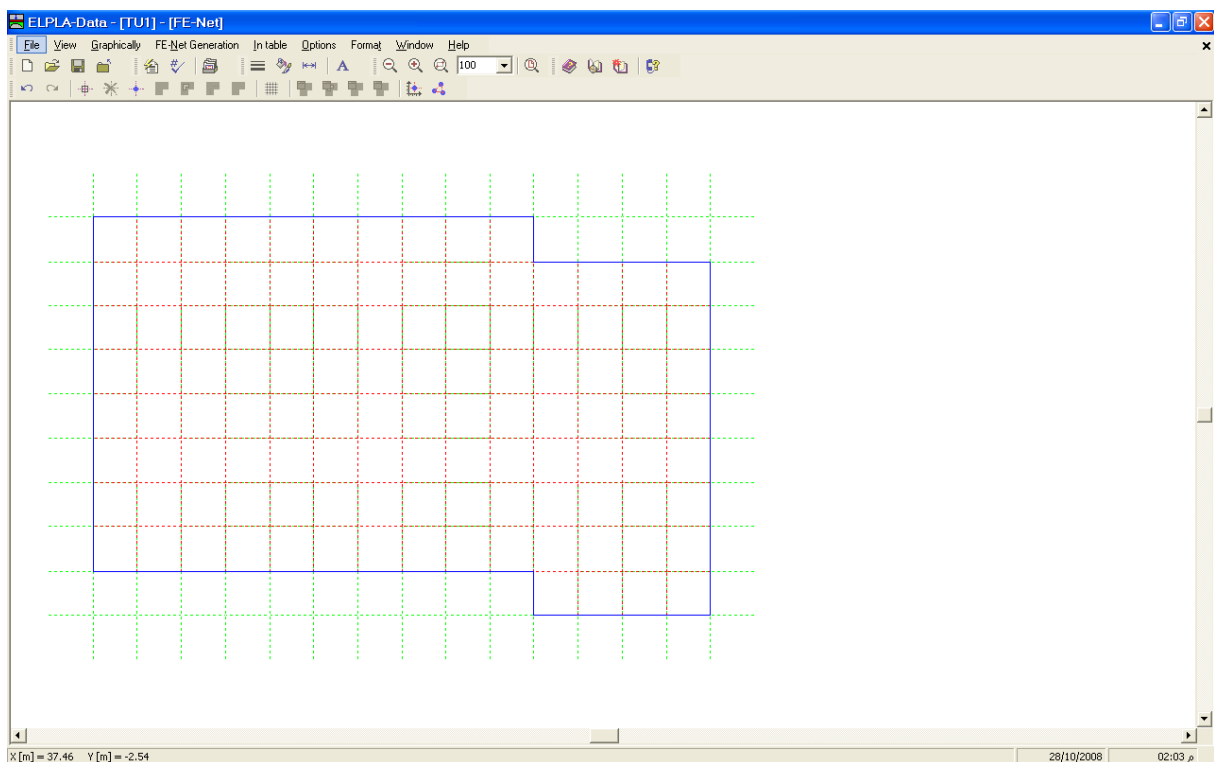 ELPLA-Data - [TU1] - [FE-Net]
File View Graphically FE-Net Generation In table Options Format Window Help
A 100
X [m] = 37.46 Y [m] = -2.54 28/10/2008 02:03 م